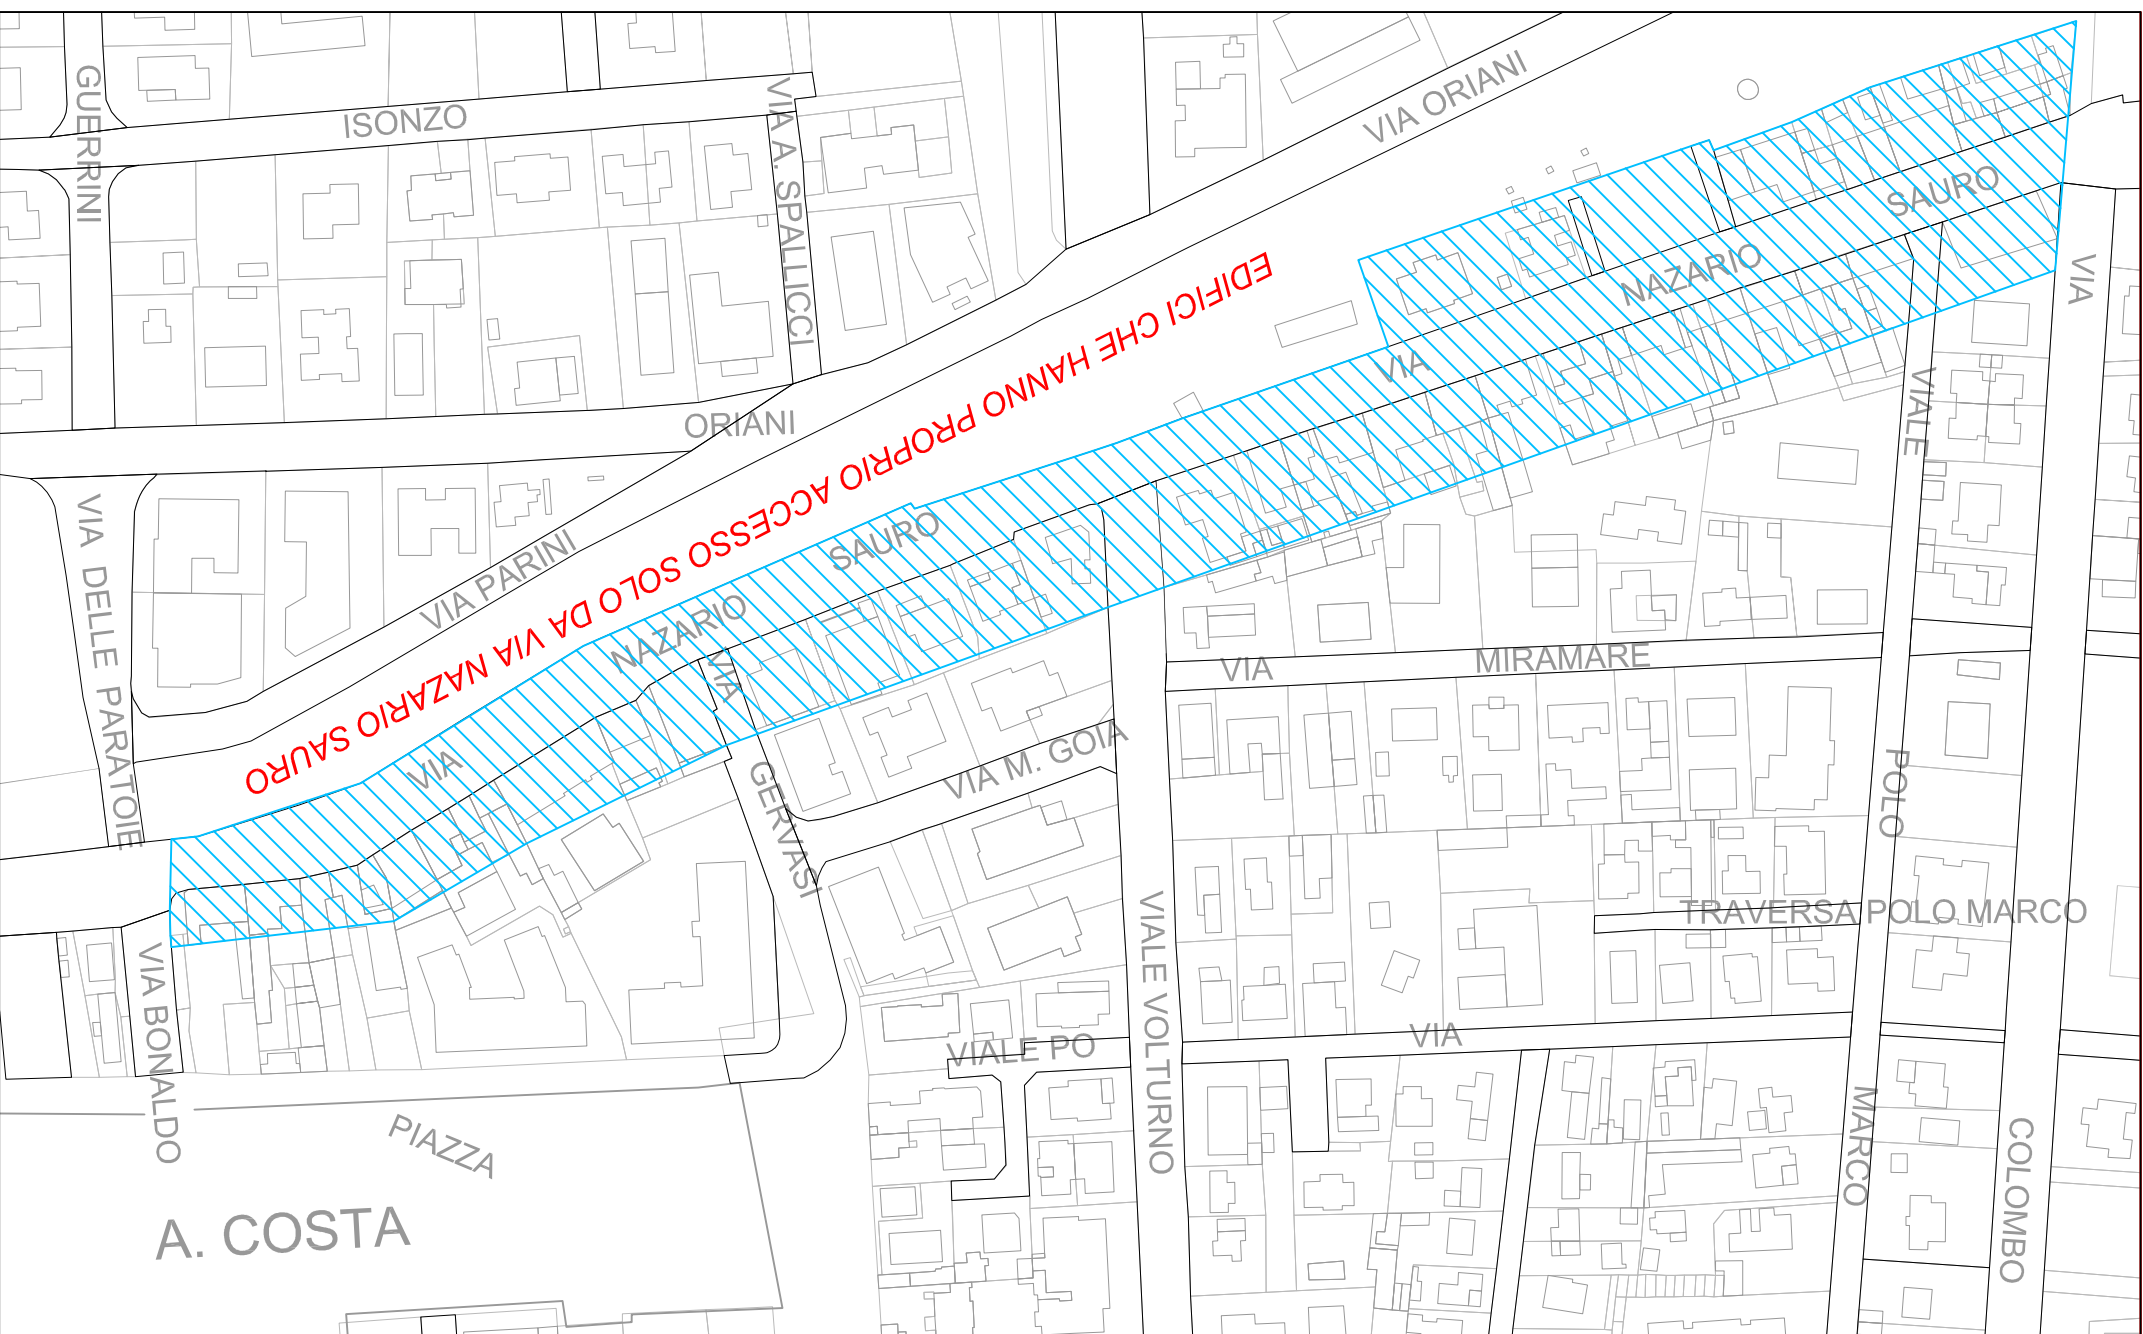 GUERRINI
ISONZO
VIA A. SPALLICCI
VIA ORIANI
ORIANI
EDIFICI CHE HANNO PROPRIO ACCESSO SOLO DA VIA NAZARIO SAURO
VIA NAZARIO SAURO
VIA NAZARIO SAURO
VIA PARINI
VIA DELLE PARATOIE
VIA GERVASI
VIA M. GOIA
VIA BONALDO
PIAZZA
A. COSTA
VIALE PO
VIALE VOLTURNO
VIA MIRAMARE
VIALE POLO MARCO
TRAVERSA POLO MARCO
VIA
VIA COLOMBO